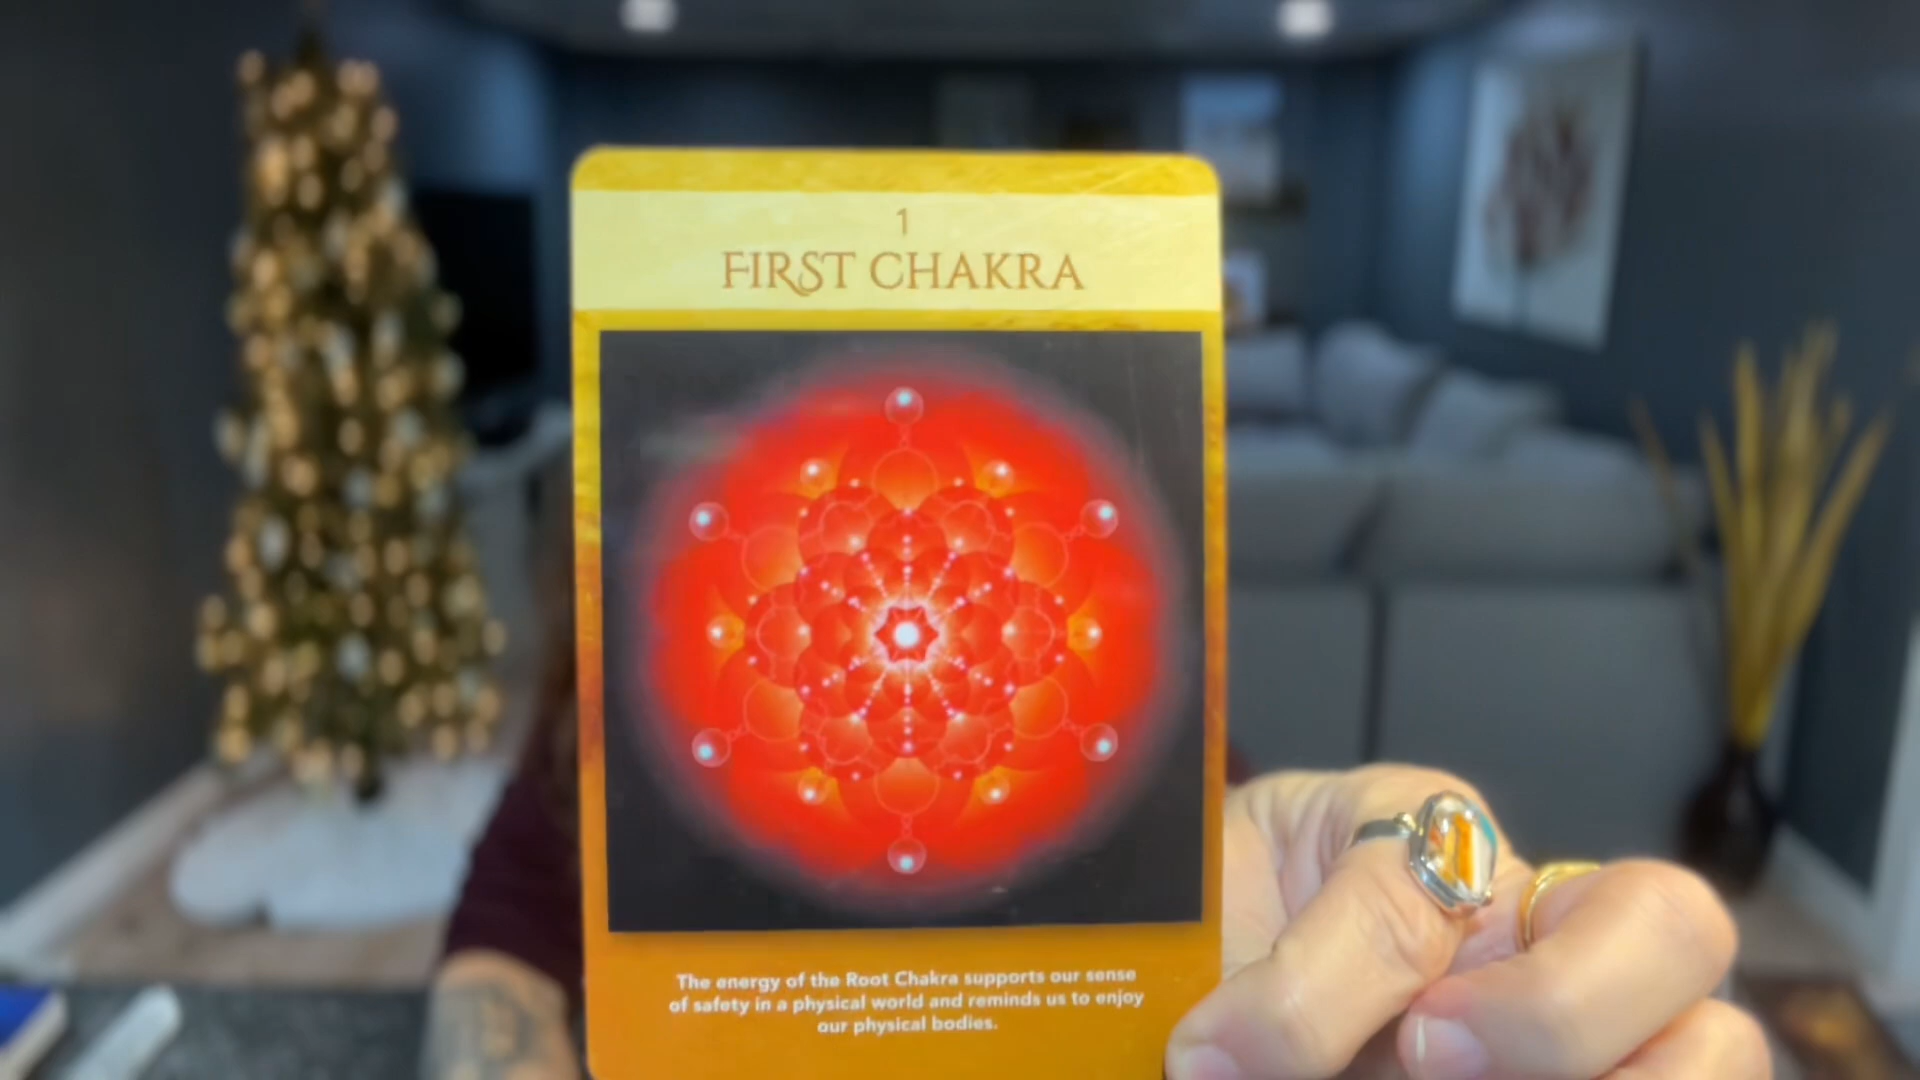 1
FIRST CHAKRA
The energy of the Root Chakra supports our sense
of safety in a physical world and reminds us to enjoy
our physical bodies.